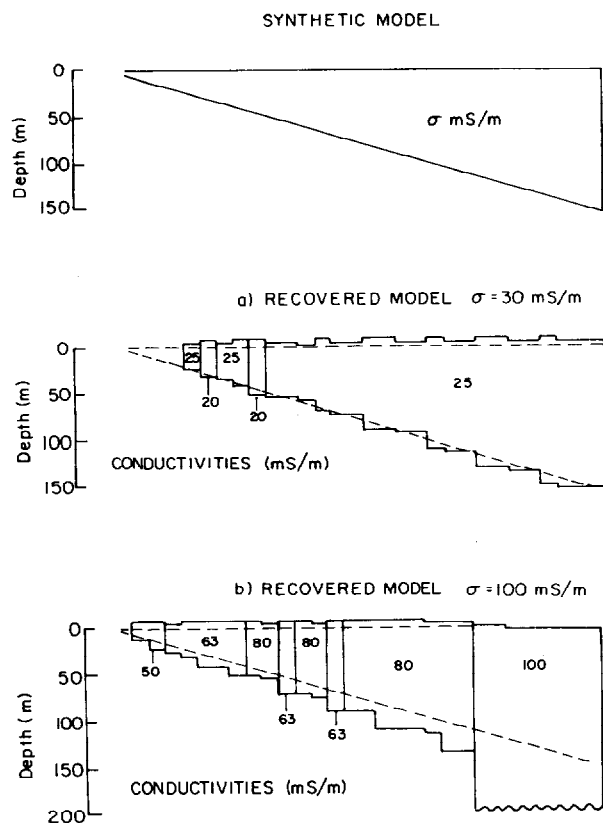 SYNTHETIC MODEL
0
50
100
150
Depth (m)
σ mS/m
a) RECOVERED MODEL σ = 30 mS/m
0
50
100
150
Depth (m)
25
20
25
20
25
CONDUCTIVITIES (mS/m)
b) RECOVERED MODEL σ=100 mS/m
0
50
100
150
200
Depth (m)
50
63
80
63
80
63
80
100
CONDUCTIVITIES (mS/m)